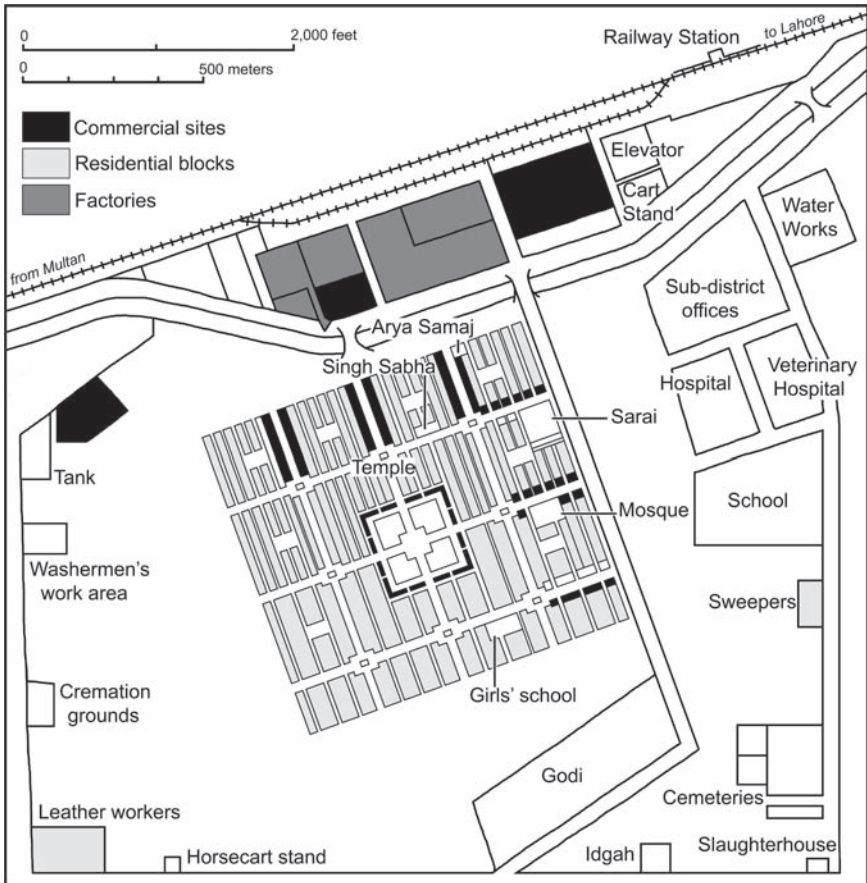 0 2,000 feet
0 500 meters
Commercial sites
Residential blocks
Factories
Railway Station
to Lahore
Elevator
Cart
Stand
Water
Works
from Multan
Sub-district
offices
Arya Samaj
Singh Sabha
Hospital
Veterinary
Hospital
Sarai
Temple
Tank
Mosque
School
Washermen's
work area
Sweepers
Cremation
grounds
Girls' school
Godi
Cemeteries
Leather workers
Horsecart stand
Idgah
Slaughterhouse